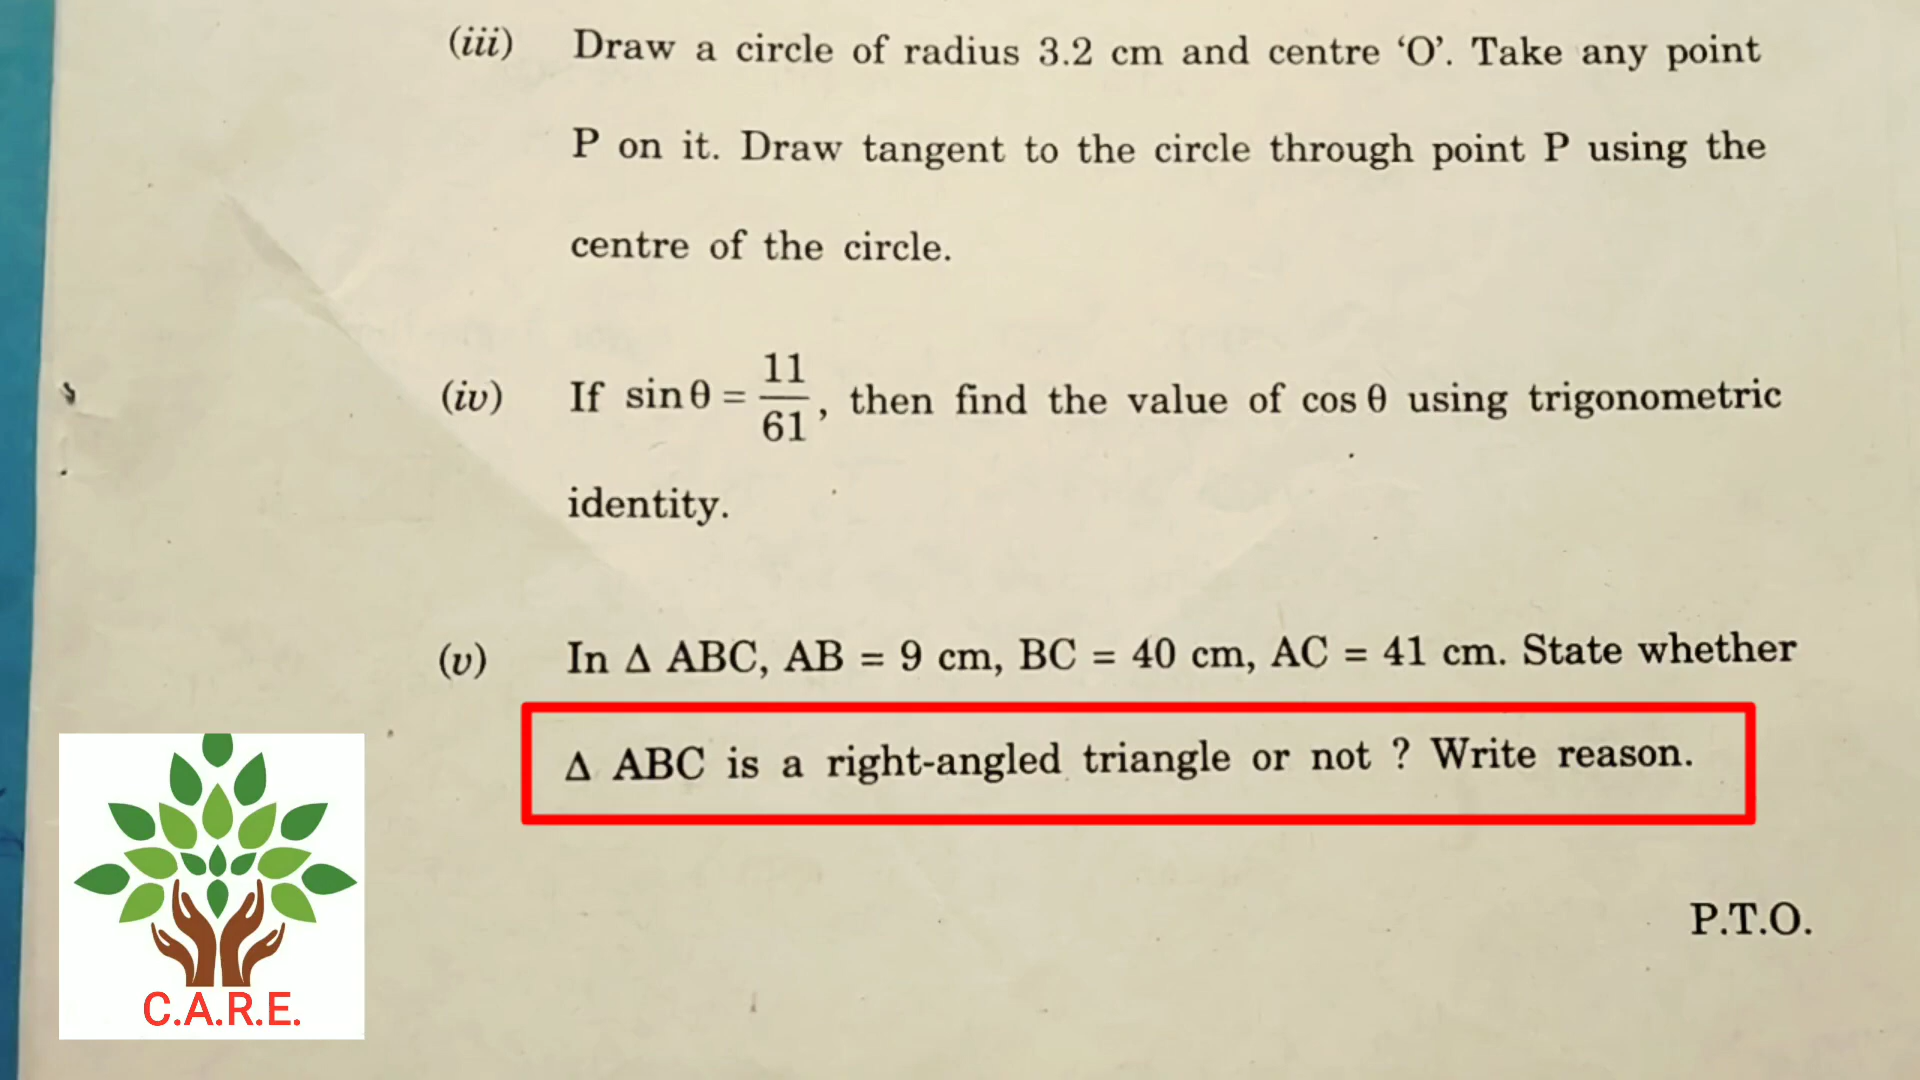 (iii) Draw a circle of radius 3.2 cm and centre ‘O’. Take any point
P on it. Draw tangent to the circle through point P using the
centre of the circle.
(iv) If sin θ = 11/61, then find the value of cos θ using trigonometric
identity.
(v) In Δ ABC, AB = 9 cm, BC = 40 cm, AC = 41 cm. State whether
Δ ABC is a right-angled triangle or not ? Write reason.
P.T.O.
C.A.R.E.